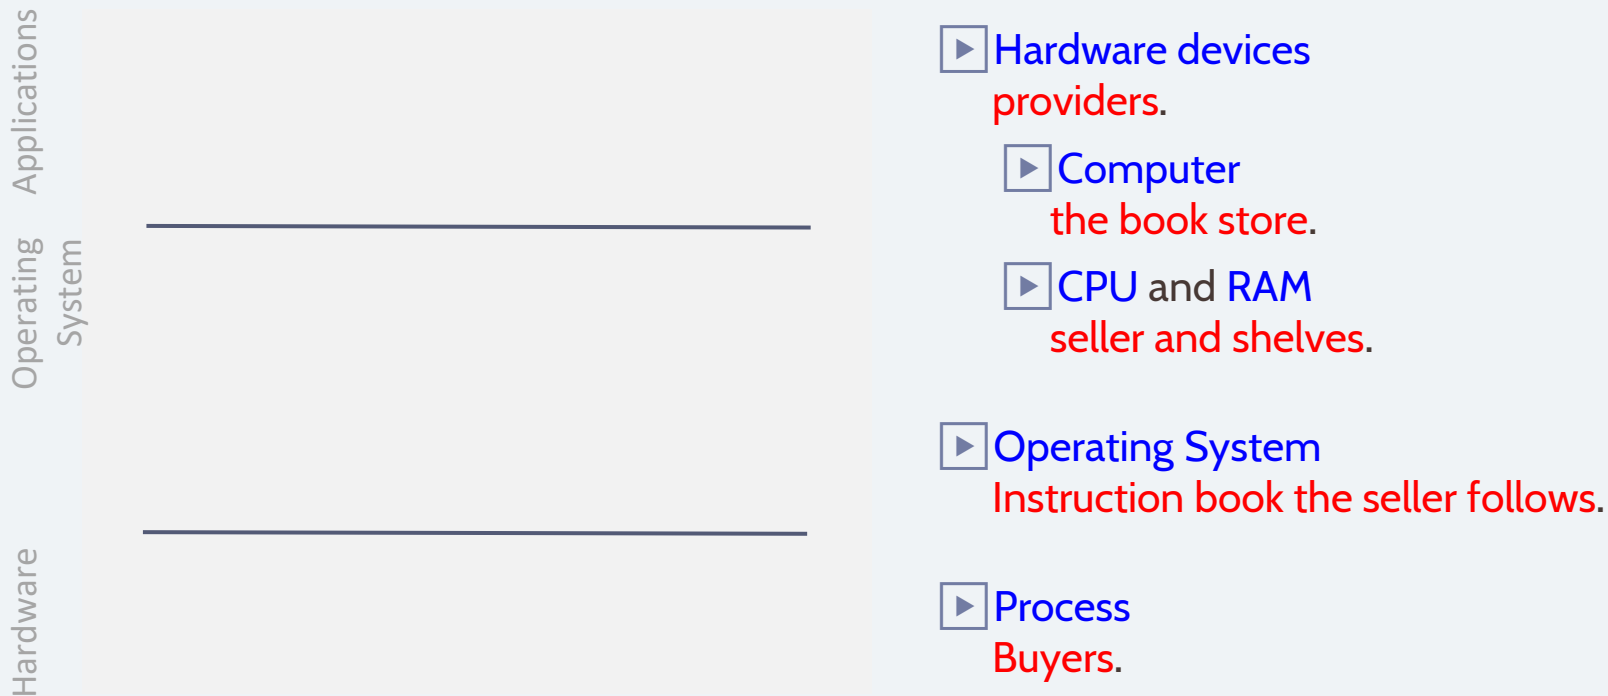 Applications
Operating
System
Hardware
Hardware devices
providers.
Computer
the book store.
CPU and RAM
seller and shelves.
Operating System
Instruction book the seller follows.
Process
Buyers.